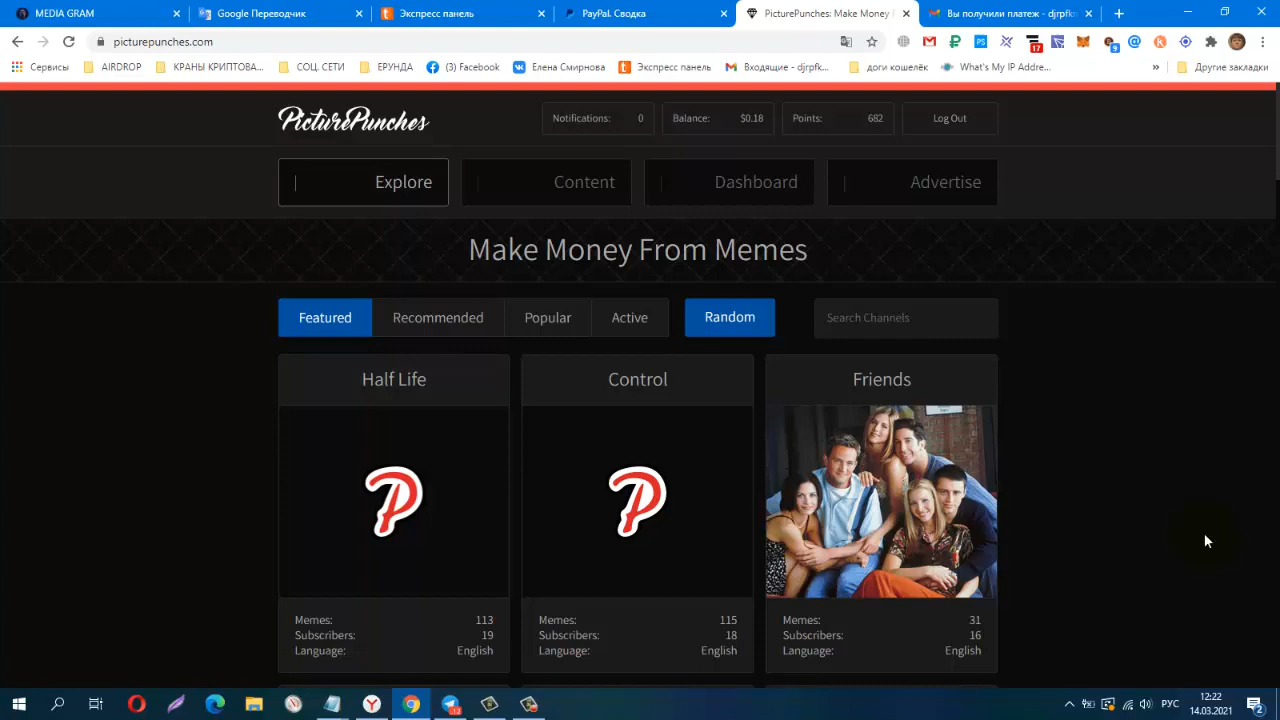 MEDIA GRAM
Google Переводчик
Экспресс панель
PayPal. Сводка
PicturePunches: Make Money
Вы получили платеж - djrpfk
picturepunches.com
17
9
Сервисы
AIRDROP
КРАНЫ КРИПТОВА...
СОЦ. СЕТИ
ЕРУНДА
(3) Facebook
Елена Смирнова
Экспресс панель
Входящие - djrpfk...
доги кошелёк
What's My IP Addre...
»
Другие закладки
PicturePunches
Notifications: 0
Balance: $0.18
Points: 682
Log Out
Explore
Content
Dashboard
Advertise
Make Money From Memes
Featured
Recommended
Popular
Active
Random
Search Channels
Half Life
Control
Friends
P
P
Memes: 113
Subscribers: 19
Language: English
Memes: 115
Subscribers: 18
Language: English
Memes: 31
Subscribers: 16
Language: English
РУС
12:22
14.03.2021
2